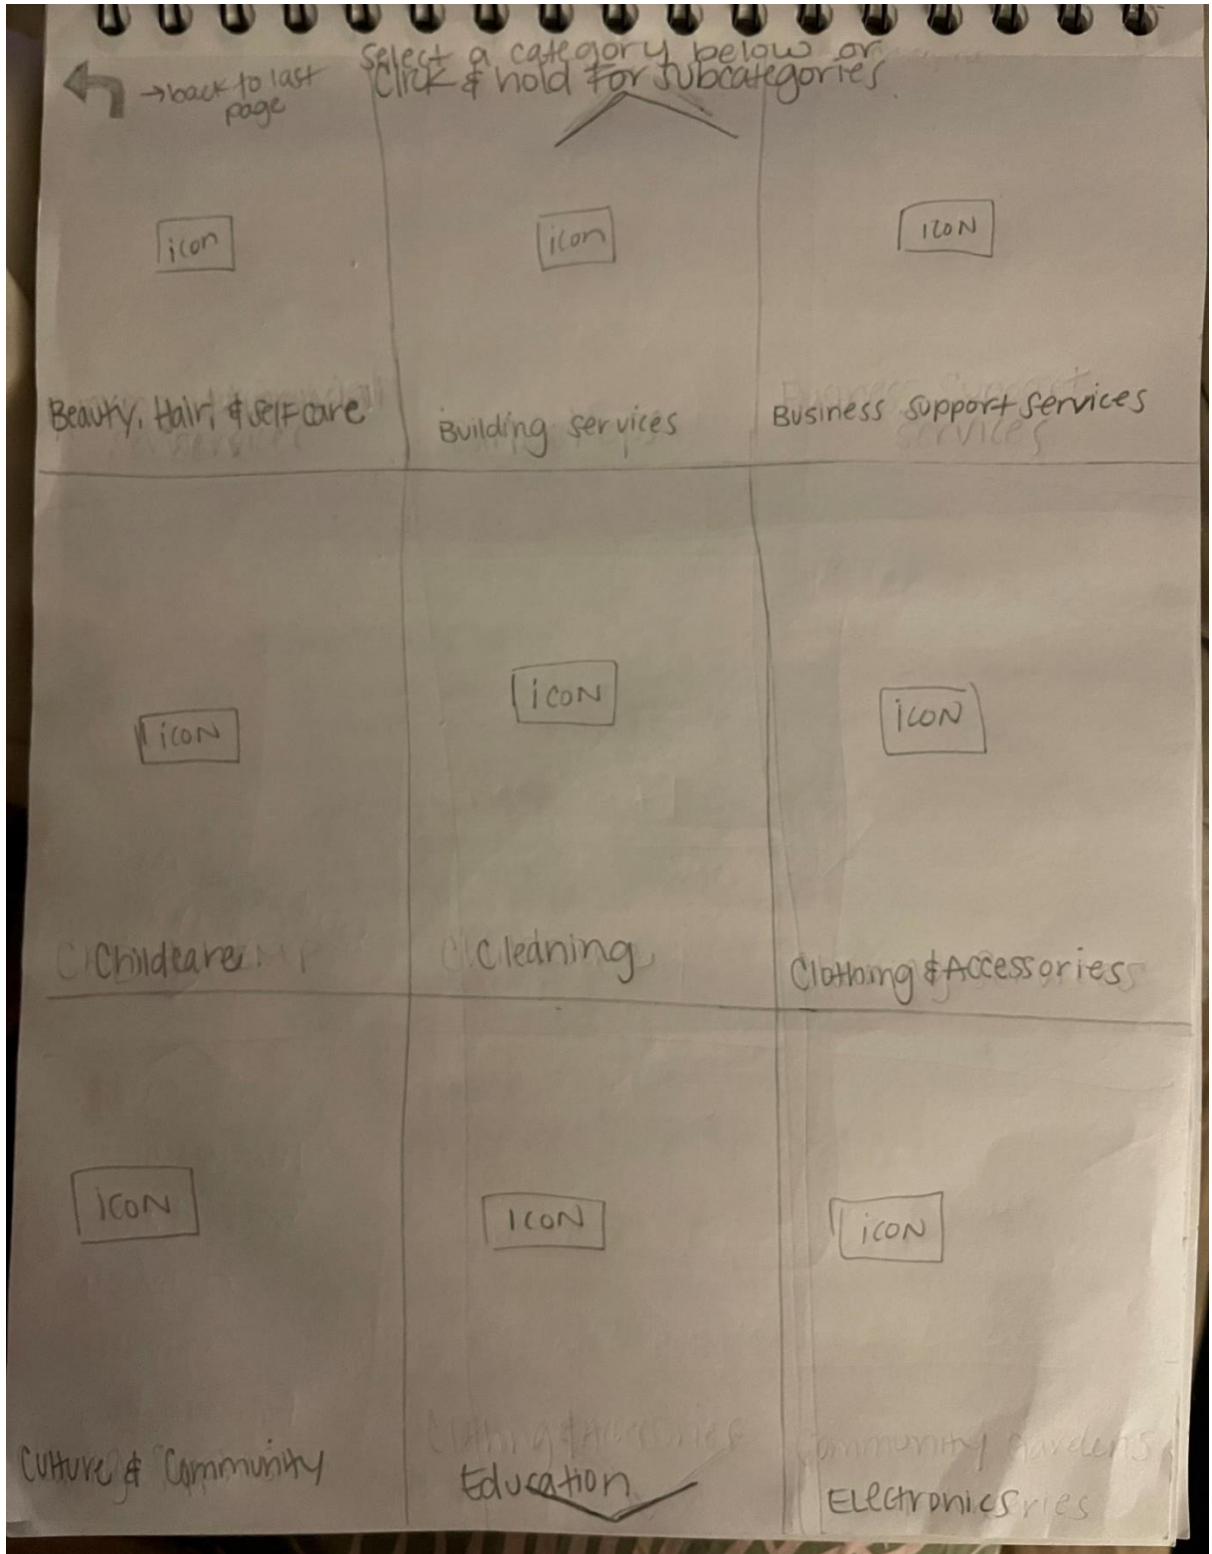 Select a category below or
Click & hold for subcategories
→back to last
page
icon
icon
ICON
Beauty, Hair, & self care
Building services
Business support services
iCON
iCON
iCON
Childcare
Cleaning
Clothing & Accessories
iCON
ICON
iCON
Culture & Community
Education
Electronics